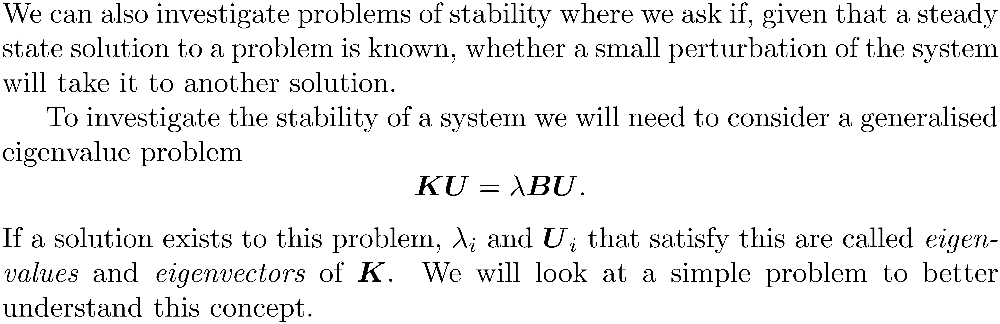 We can also investigate problems of stability where we ask if, given that a steady
state solution to a problem is known, whether a small perturbation of the system
will take it to another solution.
To investigate the stability of a system we will need to consider a generalised
eigenvalue problem
$\boldsymbol{KU} = \lambda \boldsymbol{BU}.$
If a solution exists to this problem, $\lambda_i$ and $\boldsymbol{U}_i$ that satisfy this are called eigen-
values and eigenvectors of $\boldsymbol{K}$. We will look at a simple problem to better
understand this concept.